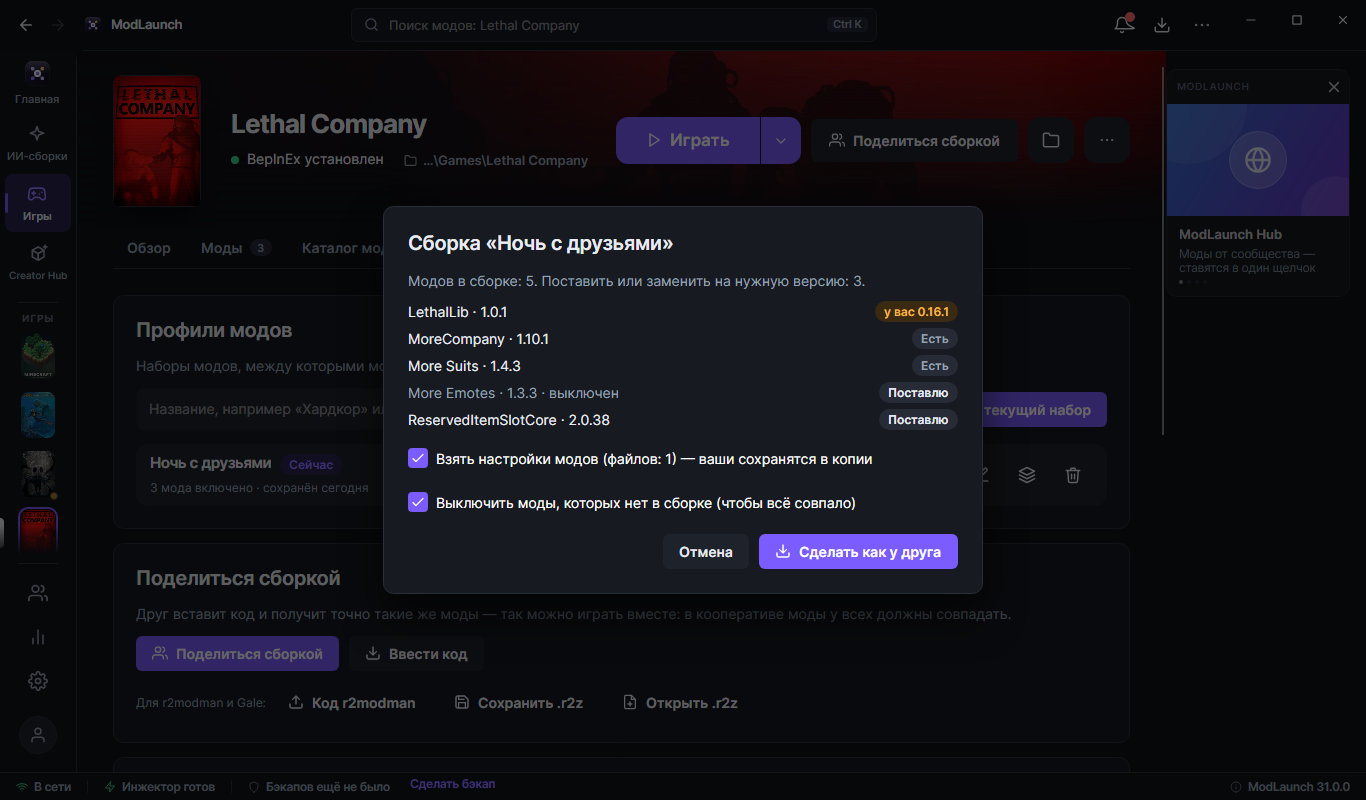 ModLaunch
Поиск модов: Lethal Company
Ctrl K
Главная
ИИ-сборки
Игры
Creator Hub
ИГРЫ
MINECRAFT
LETHAL
COMPANY
Lethal Company
BepInEx установлен
...\Games\Lethal Company
Играть
Поделиться сборкой
MODLAUNCH
ModLaunch Hub
Моды от сообщества —
ставятся в один щелчок
Обзор
Моды 3
Каталог мод
Профили модов
Наборы модов, между которыми мо
Название, например «Хардкор» ил
текущий набор
Ночь с друзьями Сейчас
3 мода включено · сохранён сегодня
Сборка «Ночь с друзьями»
Модов в сборке: 5. Поставить или заменить на нужную версию: 3.
LethalLib · 1.0.1 у вас 0.16.1
MoreCompany · 1.10.1 Есть
More Suits · 1.4.3 Есть
More Emotes · 1.3.3 · выключен Поставлю
ReservedItemSlotCore · 2.0.38 Поставлю
Взять настройки модов (файлов: 1) — ваши сохранятся в копии
Выключить моды, которых нет в сборке (чтобы всё совпало)
Отмена
Сделать как у друга
Поделиться сборкой
Друг вставит код и получит точно такие же моды — так можно играть вместе: в кооперативе моды у всех должны совпадать.
Поделиться сборкой
Ввести код
Для r2modman и Gale:
Код r2modman
Сохранить .r2z
Открыть .r2z
В сети
Инжектор готов
Бэкапов ещё не было
Сделать бэкап
ModLaunch 31.0.0